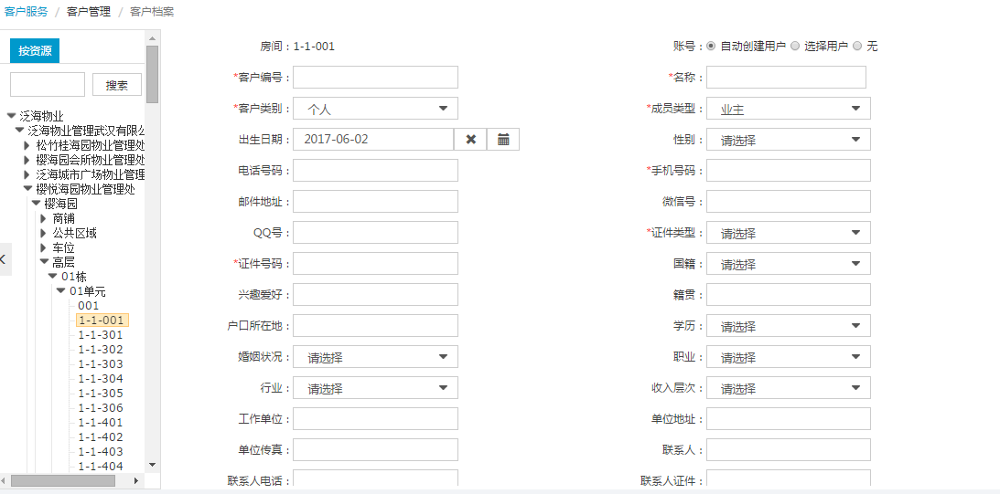 客户服务 / 客户管理 / 客户档案
按资源
搜索
泛海物业
泛海物业管理武汉有限公
松竹桂海园物业管理处
樱海园会所物业管理处
泛海城市广场物业管理
樱悦海园物业管理处
樱海园
商铺
公共区域
车位
高层
01栋
01单元
001
1-1-001
1-1-301
1-1-302
1-1-303
1-1-304
1-1-305
1-1-306
1-1-401
1-1-402
1-1-403
1-1-404
房间：1-1-001 账号： 自动创建用户 选择用户 无
*客户编号： *名称：
*客户类别： 个人 *成员类型： 业主
出生日期： 2017-06-02 性别： 请选择
电话号码： *手机号码：
邮件地址： 微信号：
QQ号： *证件类型： 请选择
*证件号码： 国籍： 请选择
兴趣爱好： 籍贯：
户口所在地： 学历： 请选择
婚姻状况： 请选择 职业： 请选择
行业： 请选择 收入层次： 请选择
工作单位： 单位地址：
单位传真： 联系人：
联系人电话： 联系人证件：